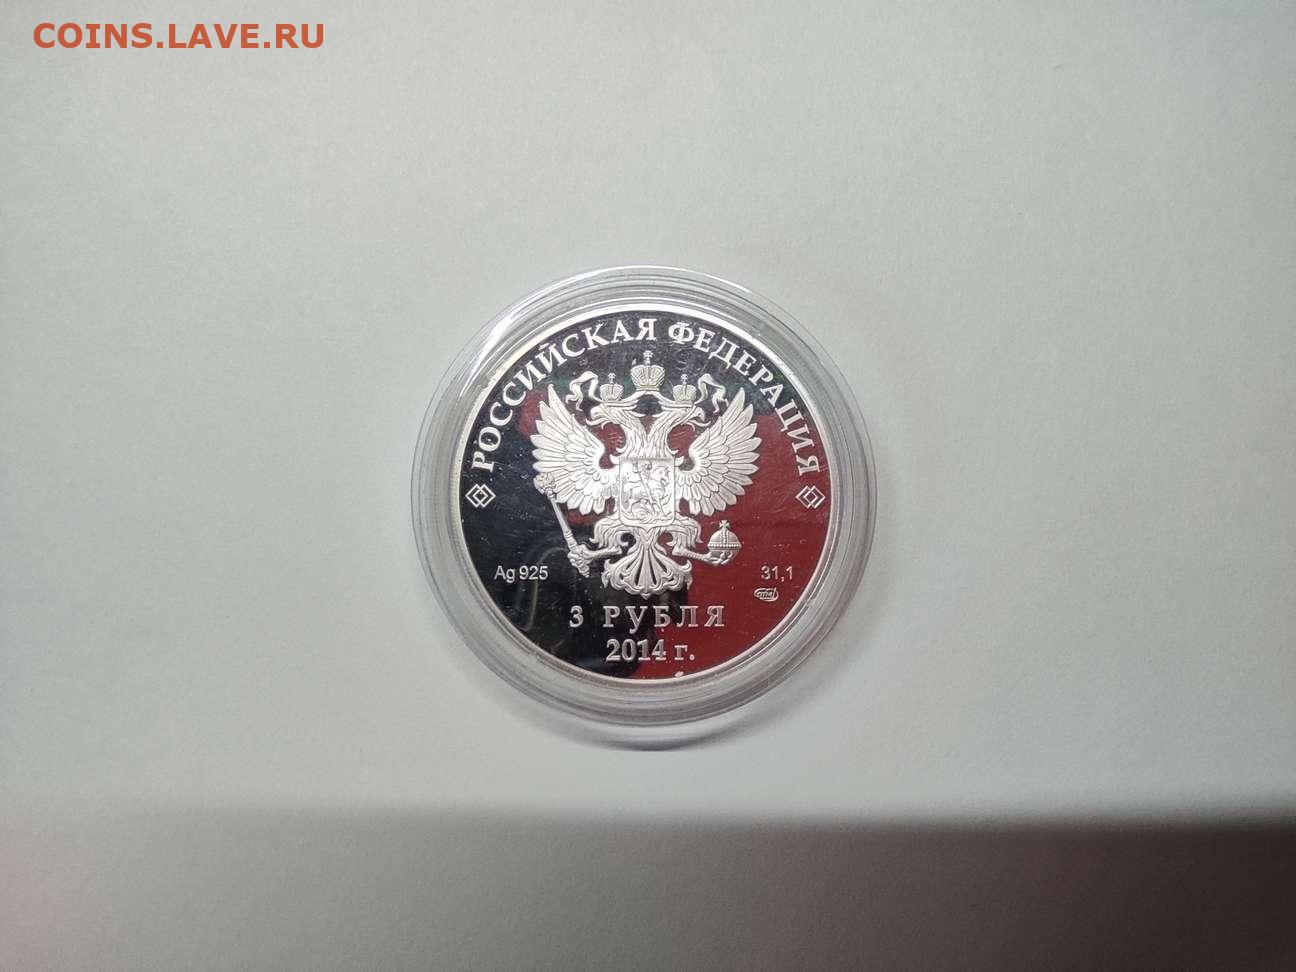 COINS.LAVE.RU
РОССИЙСКАЯ ФЕДЕРАЦИЯ
Ag 925
31,1
3 РУБЛЯ
2014 г.